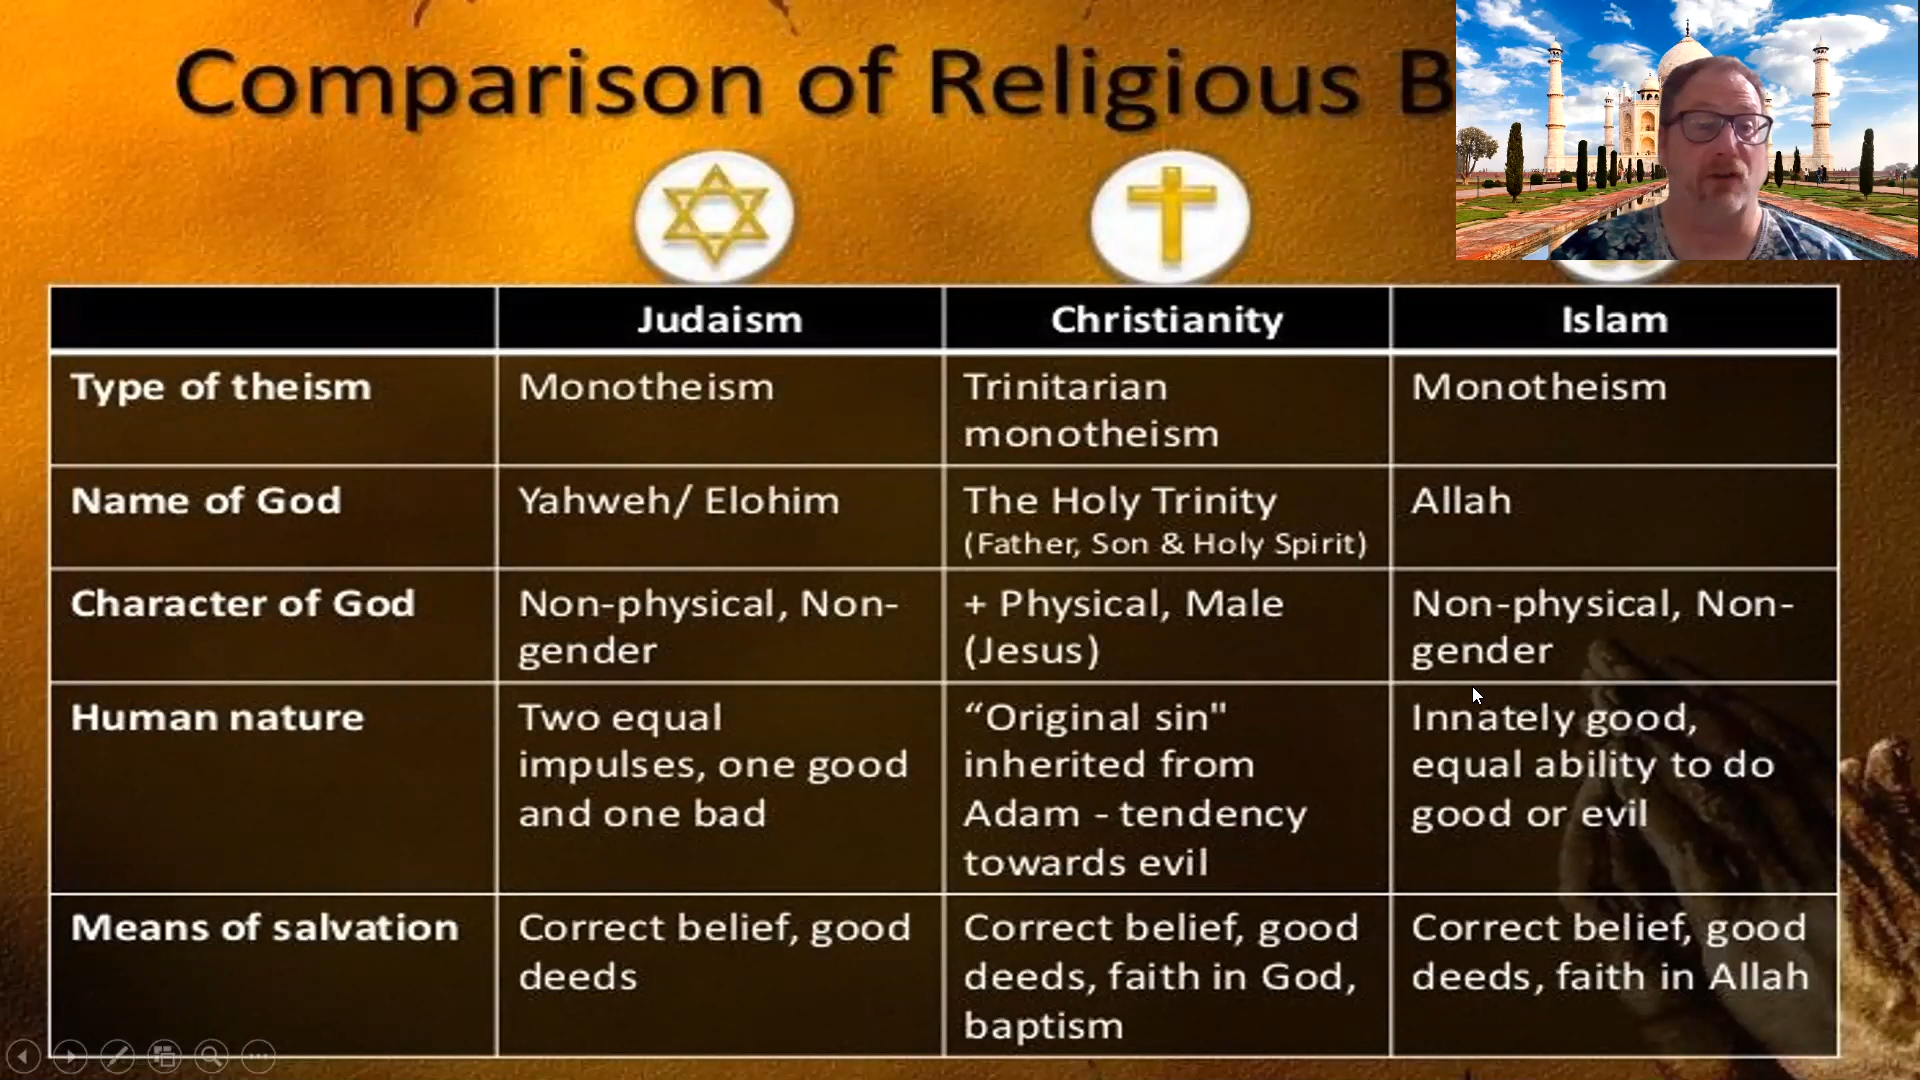 Comparison of Religious B
Judaism
Christianity
Islam
Type of theism
Monotheism
Trinitarian
monotheism
Monotheism
Name of God
Yahweh/ Elohim
The Holy Trinity
(Father, Son & Holy Spirit)
Allah
Character of God
Non-physical, Non-
gender
+ Physical, Male
(Jesus)
Non-physical, Non-
gender
Human nature
Two equal
impulses, one good
and one bad
“Original sin"
inherited from
Adam - tendency
towards evil
Innately good,
equal ability to do
good or evil
Means of salvation
Correct belief, good
deeds
Correct belief, good
deeds, faith in God,
baptism
Correct belief, good
deeds, faith in Allah